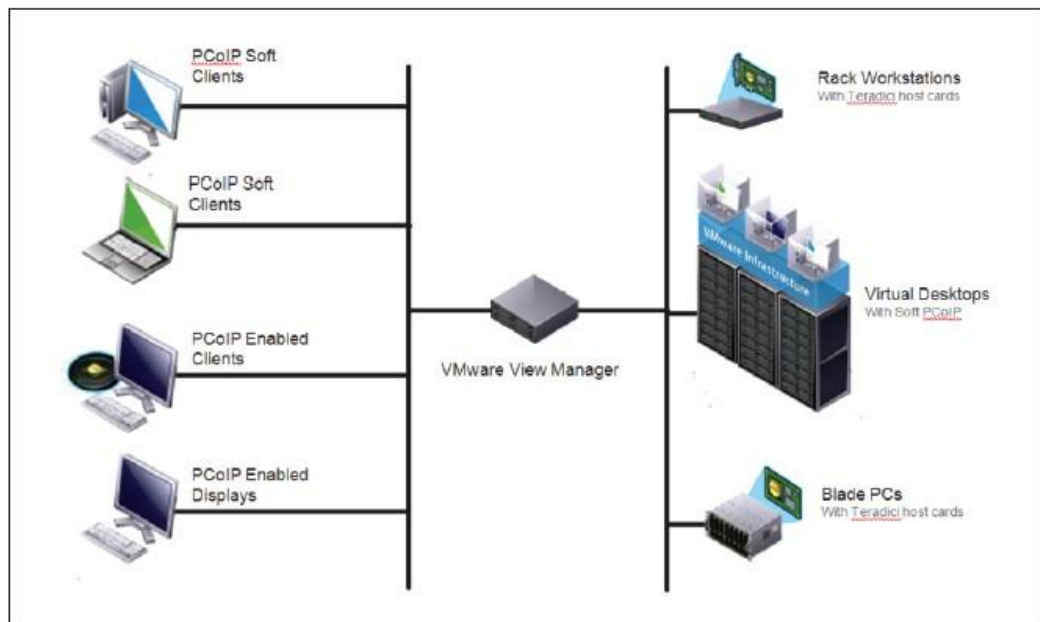 PCoIP Soft
Clients
PCoIP Soft
Clients
PCoIP Enabled
Clients
PCoIP Enabled
Displays
VMware View Manager
Rack Workstations
With Teradici host cards
VMware Infrastructure
Virtual Desktops
With Soft PCoIP
Blade PCs
With Teradici host cards